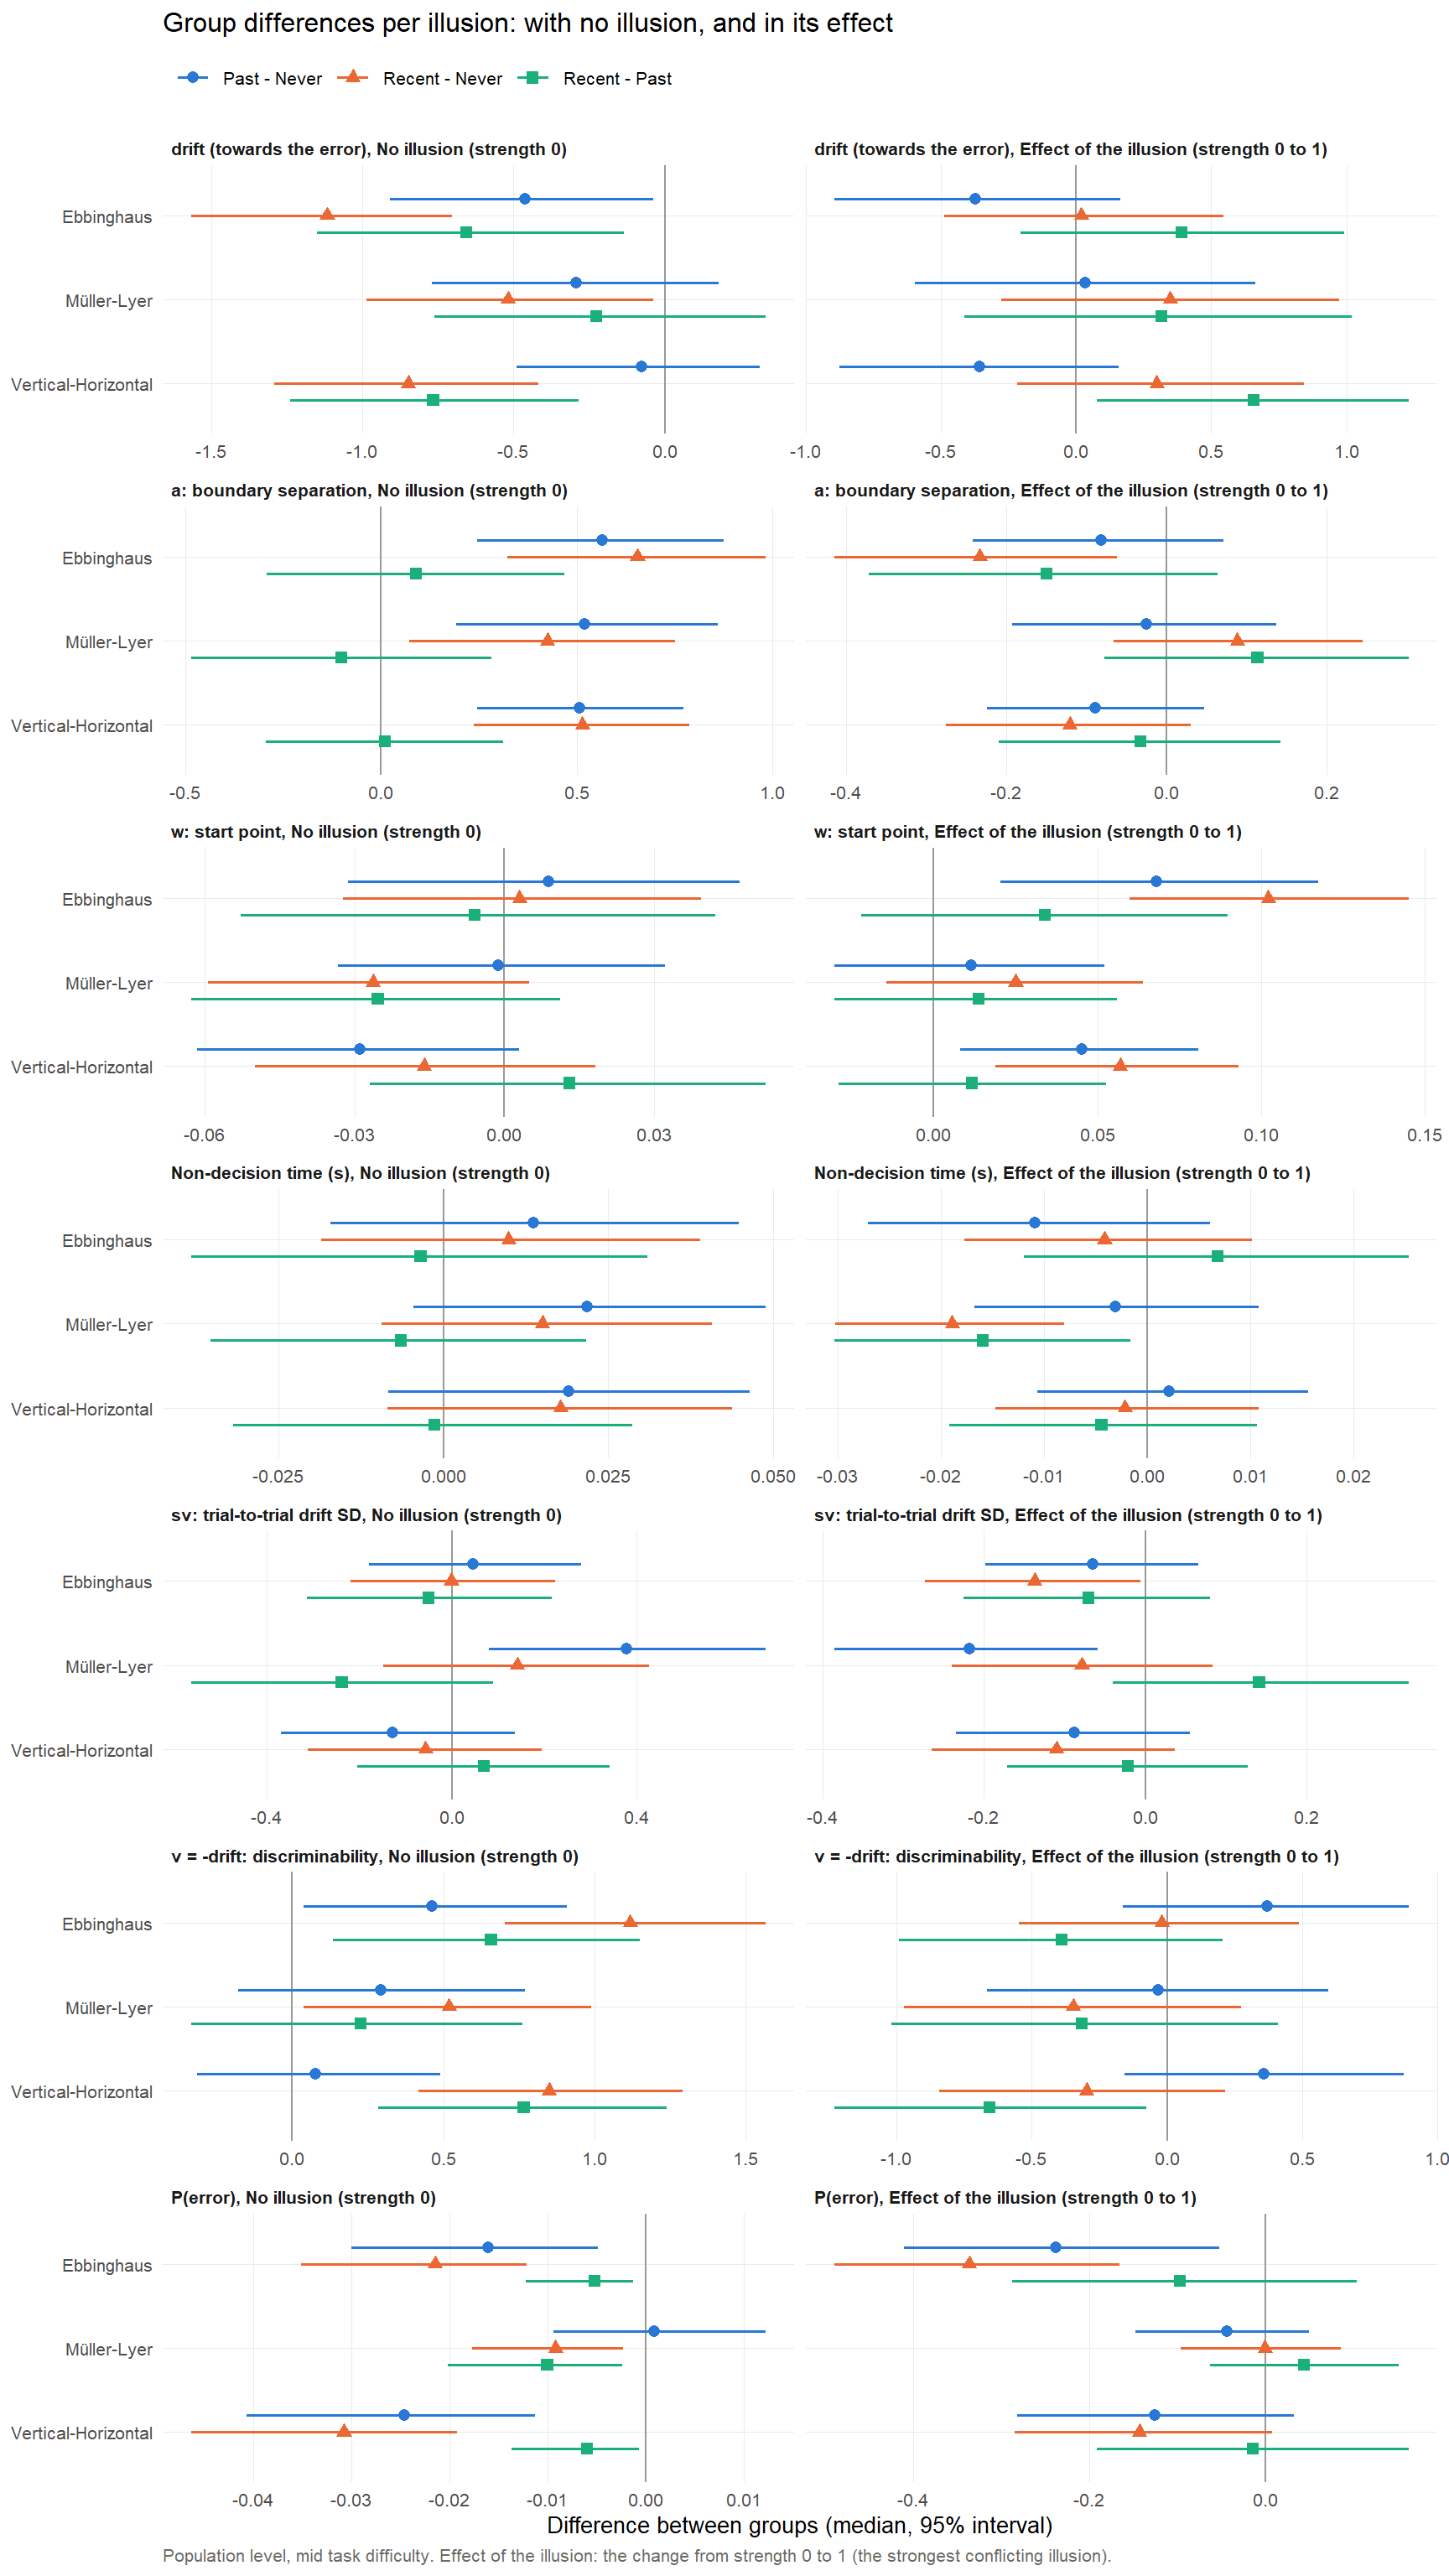 Group differences per illusion: with no illusion, and in its effect
Past - Never Recent - Never Recent - Past
drift (towards the error), No illusion (strength 0) drift (towards the error), Effect of the illusion (strength 0 to 1)
Ebbinghaus
Müller-Lyer
Vertical-Horizontal
-1.5 -1.0 -0.5 0.0 -1.0 -0.5 0.0 0.5 1.0
a: boundary separation, No illusion (strength 0) a: boundary separation, Effect of the illusion (strength 0 to 1)
Ebbinghaus
Müller-Lyer
Vertical-Horizontal
-0.5 0.0 0.5 1.0 -0.4 -0.2 0.0 0.2
w: start point, No illusion (strength 0) w: start point, Effect of the illusion (strength 0 to 1)
Ebbinghaus
Müller-Lyer
Vertical-Horizontal
-0.06 -0.03 0.00 0.03 0.00 0.05 0.10 0.15
Non-decision time (s), No illusion (strength 0) Non-decision time (s), Effect of the illusion (strength 0 to 1)
Ebbinghaus
Müller-Lyer
Vertical-Horizontal
-0.025 0.000 0.025 0.050 -0.03 -0.02 -0.01 0.00 0.01 0.02
sv: trial-to-trial drift SD, No illusion (strength 0) sv: trial-to-trial drift SD, Effect of the illusion (strength 0 to 1)
Ebbinghaus
Müller-Lyer
Vertical-Horizontal
-0.4 0.0 0.4 -0.4 -0.2 0.0 0.2
v = -drift: discriminability, No illusion (strength 0) v = -drift: discriminability, Effect of the illusion (strength 0 to 1)
Ebbinghaus
Müller-Lyer
Vertical-Horizontal
0.0 0.5 1.0 1.5 -1.0 -0.5 0.0 0.5 1.0
P(error), No illusion (strength 0) P(error), Effect of the illusion (strength 0 to 1)
Ebbinghaus
Müller-Lyer
Vertical-Horizontal
-0.04 -0.03 -0.02 -0.01 0.00 0.01 -0.4 -0.2 0.0
Difference between groups (median, 95% interval)
Population level, mid task difficulty. Effect of the illusion: the change from strength 0 to 1 (the strongest conflicting illusion).